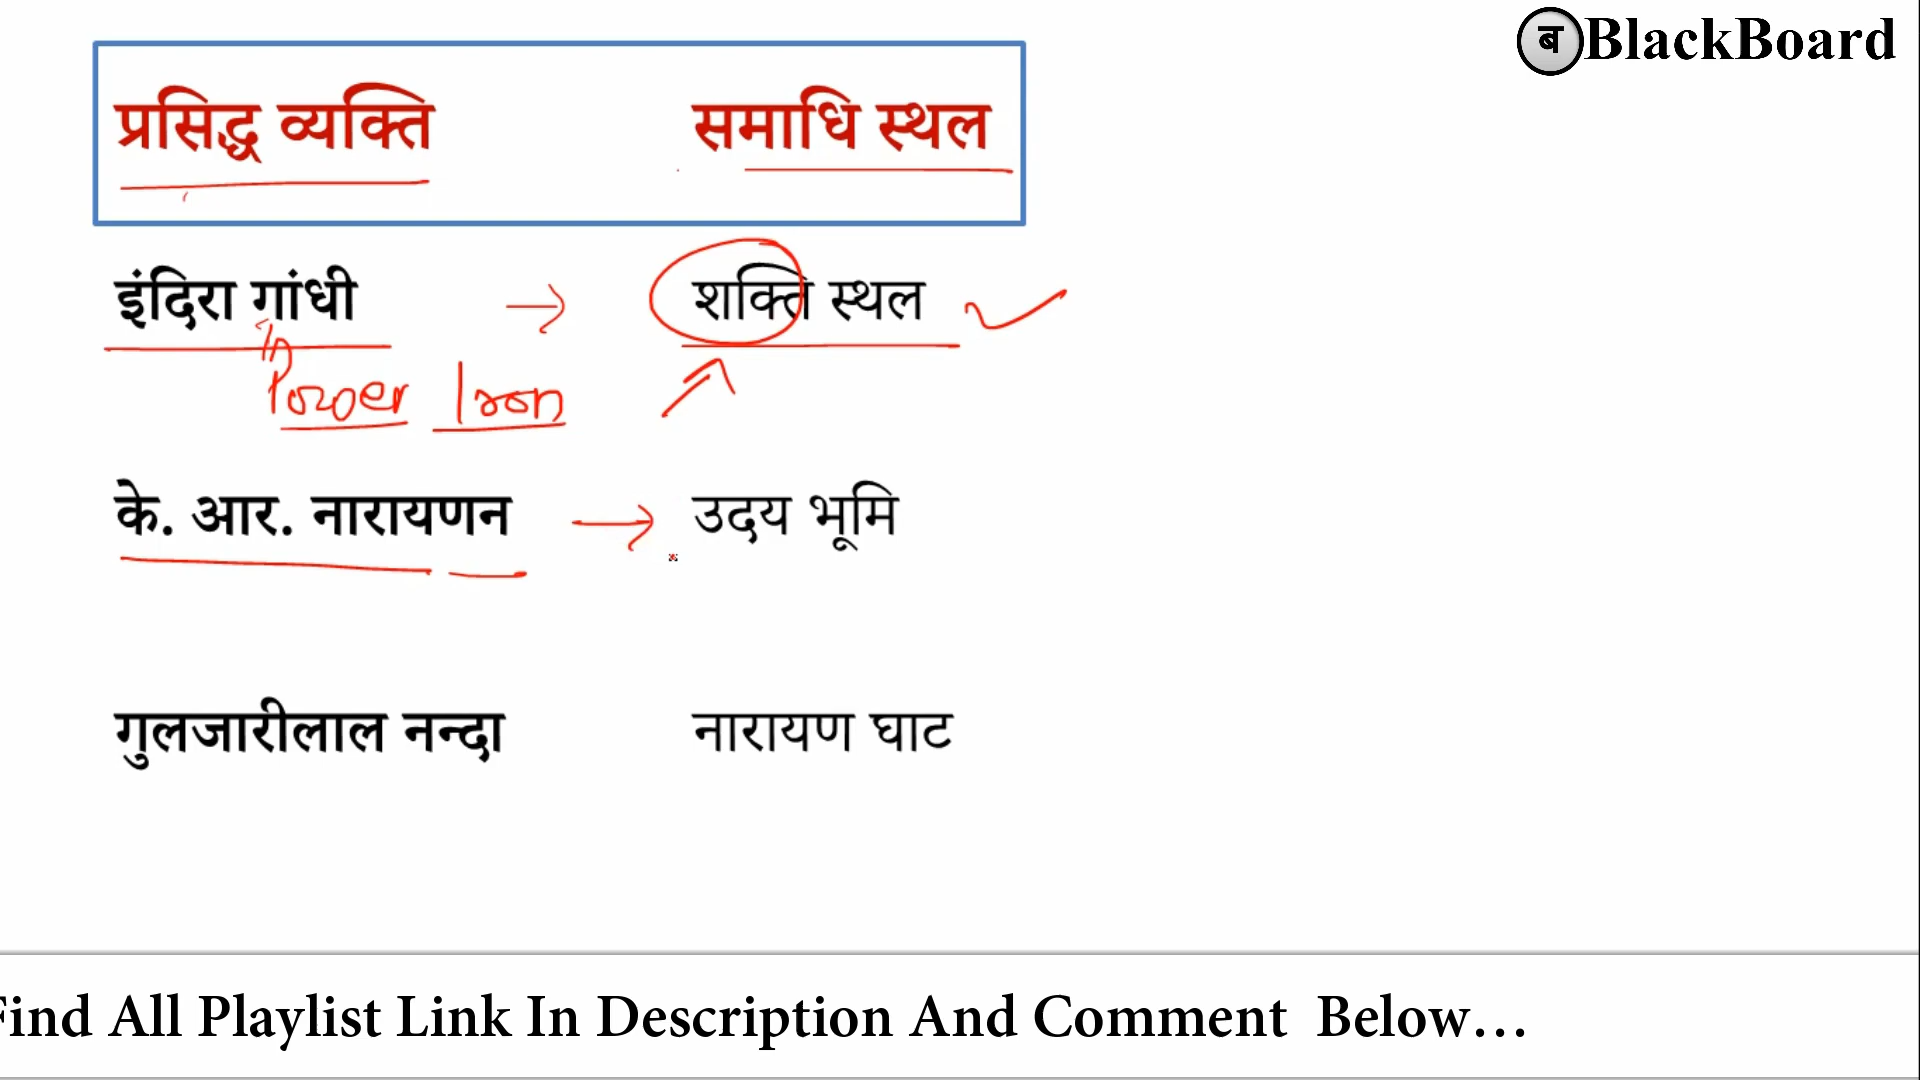 ब BlackBoard
प्रसिद्ध व्यक्ति समाधि स्थल
इंदिरा गांधी → शक्ति स्थल
Power Iron
के. आर. नारायणन → उदय भूमि
गुलजारीलाल नन्दा नारायण घाट
Find All Playlist Link In Description And Comment Below...